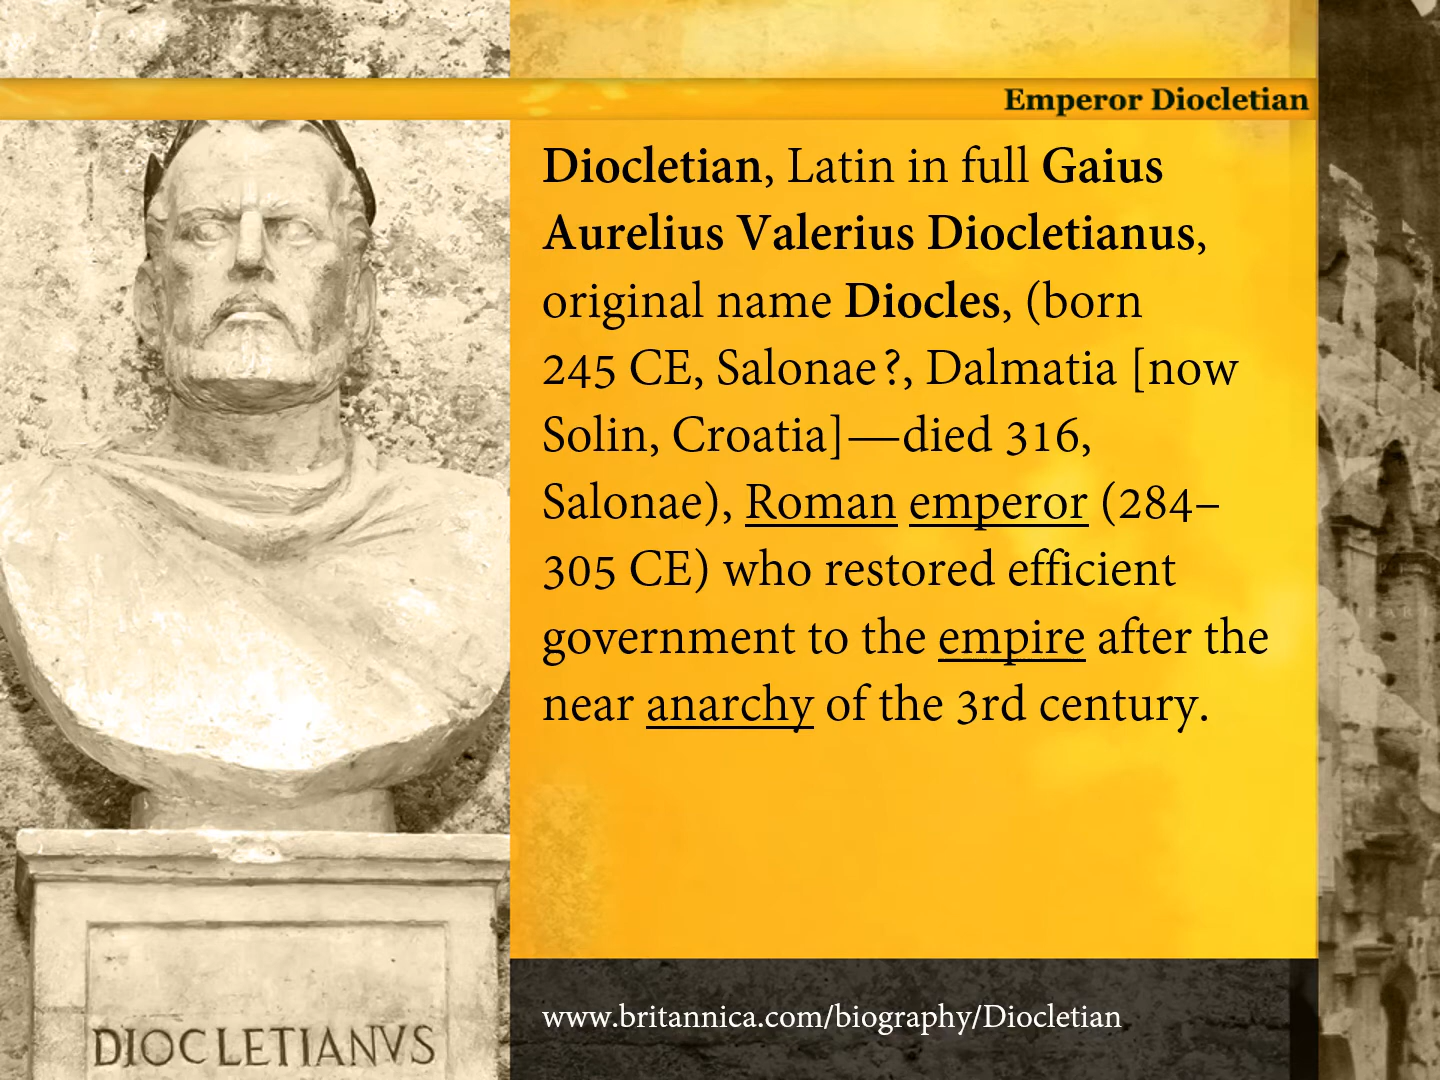 Emperor Diocletian
Diocletian, Latin in full Gaius
Aurelius Valerius Diocletianus,
original name Diocles, (born
245 CE, Salonae?, Dalmatia [now
Solin, Croatia]—died 316,
Salonae), Roman emperor (284–
305 CE) who restored efficient
government to the empire after the
near anarchy of the 3rd century.
www.britannica.com/biography/Diocletian
DIOCLETIANVS